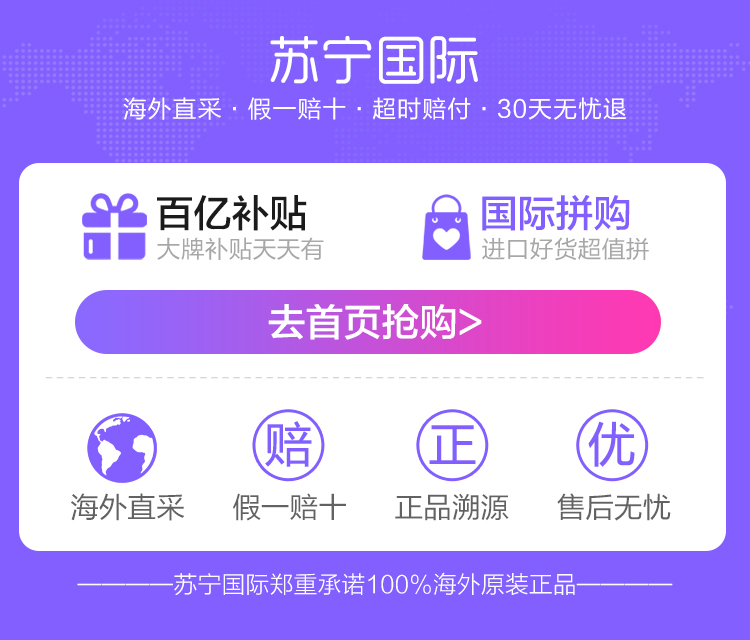 苏宁国际
海外直采·假一赔十·超时赔付·30天无忧退
百亿补贴
大牌补贴天天有
国际拼购
进口好货超值拼
去首页抢购>
赔
正
优
海外直采
假一赔十
正品溯源
售后无忧
————苏宁国际郑重承诺100%海外原装正品————